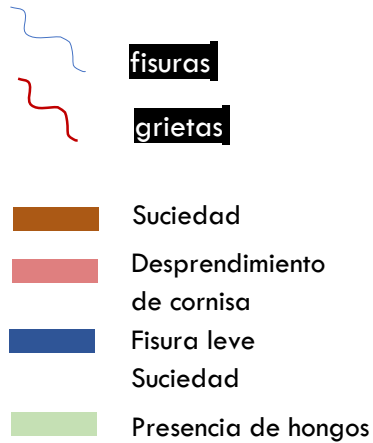 fisuras
grietas
Suciedad
Desprendimiento
de cornisa
Fisura leve
Suciedad
Presencia de hongos